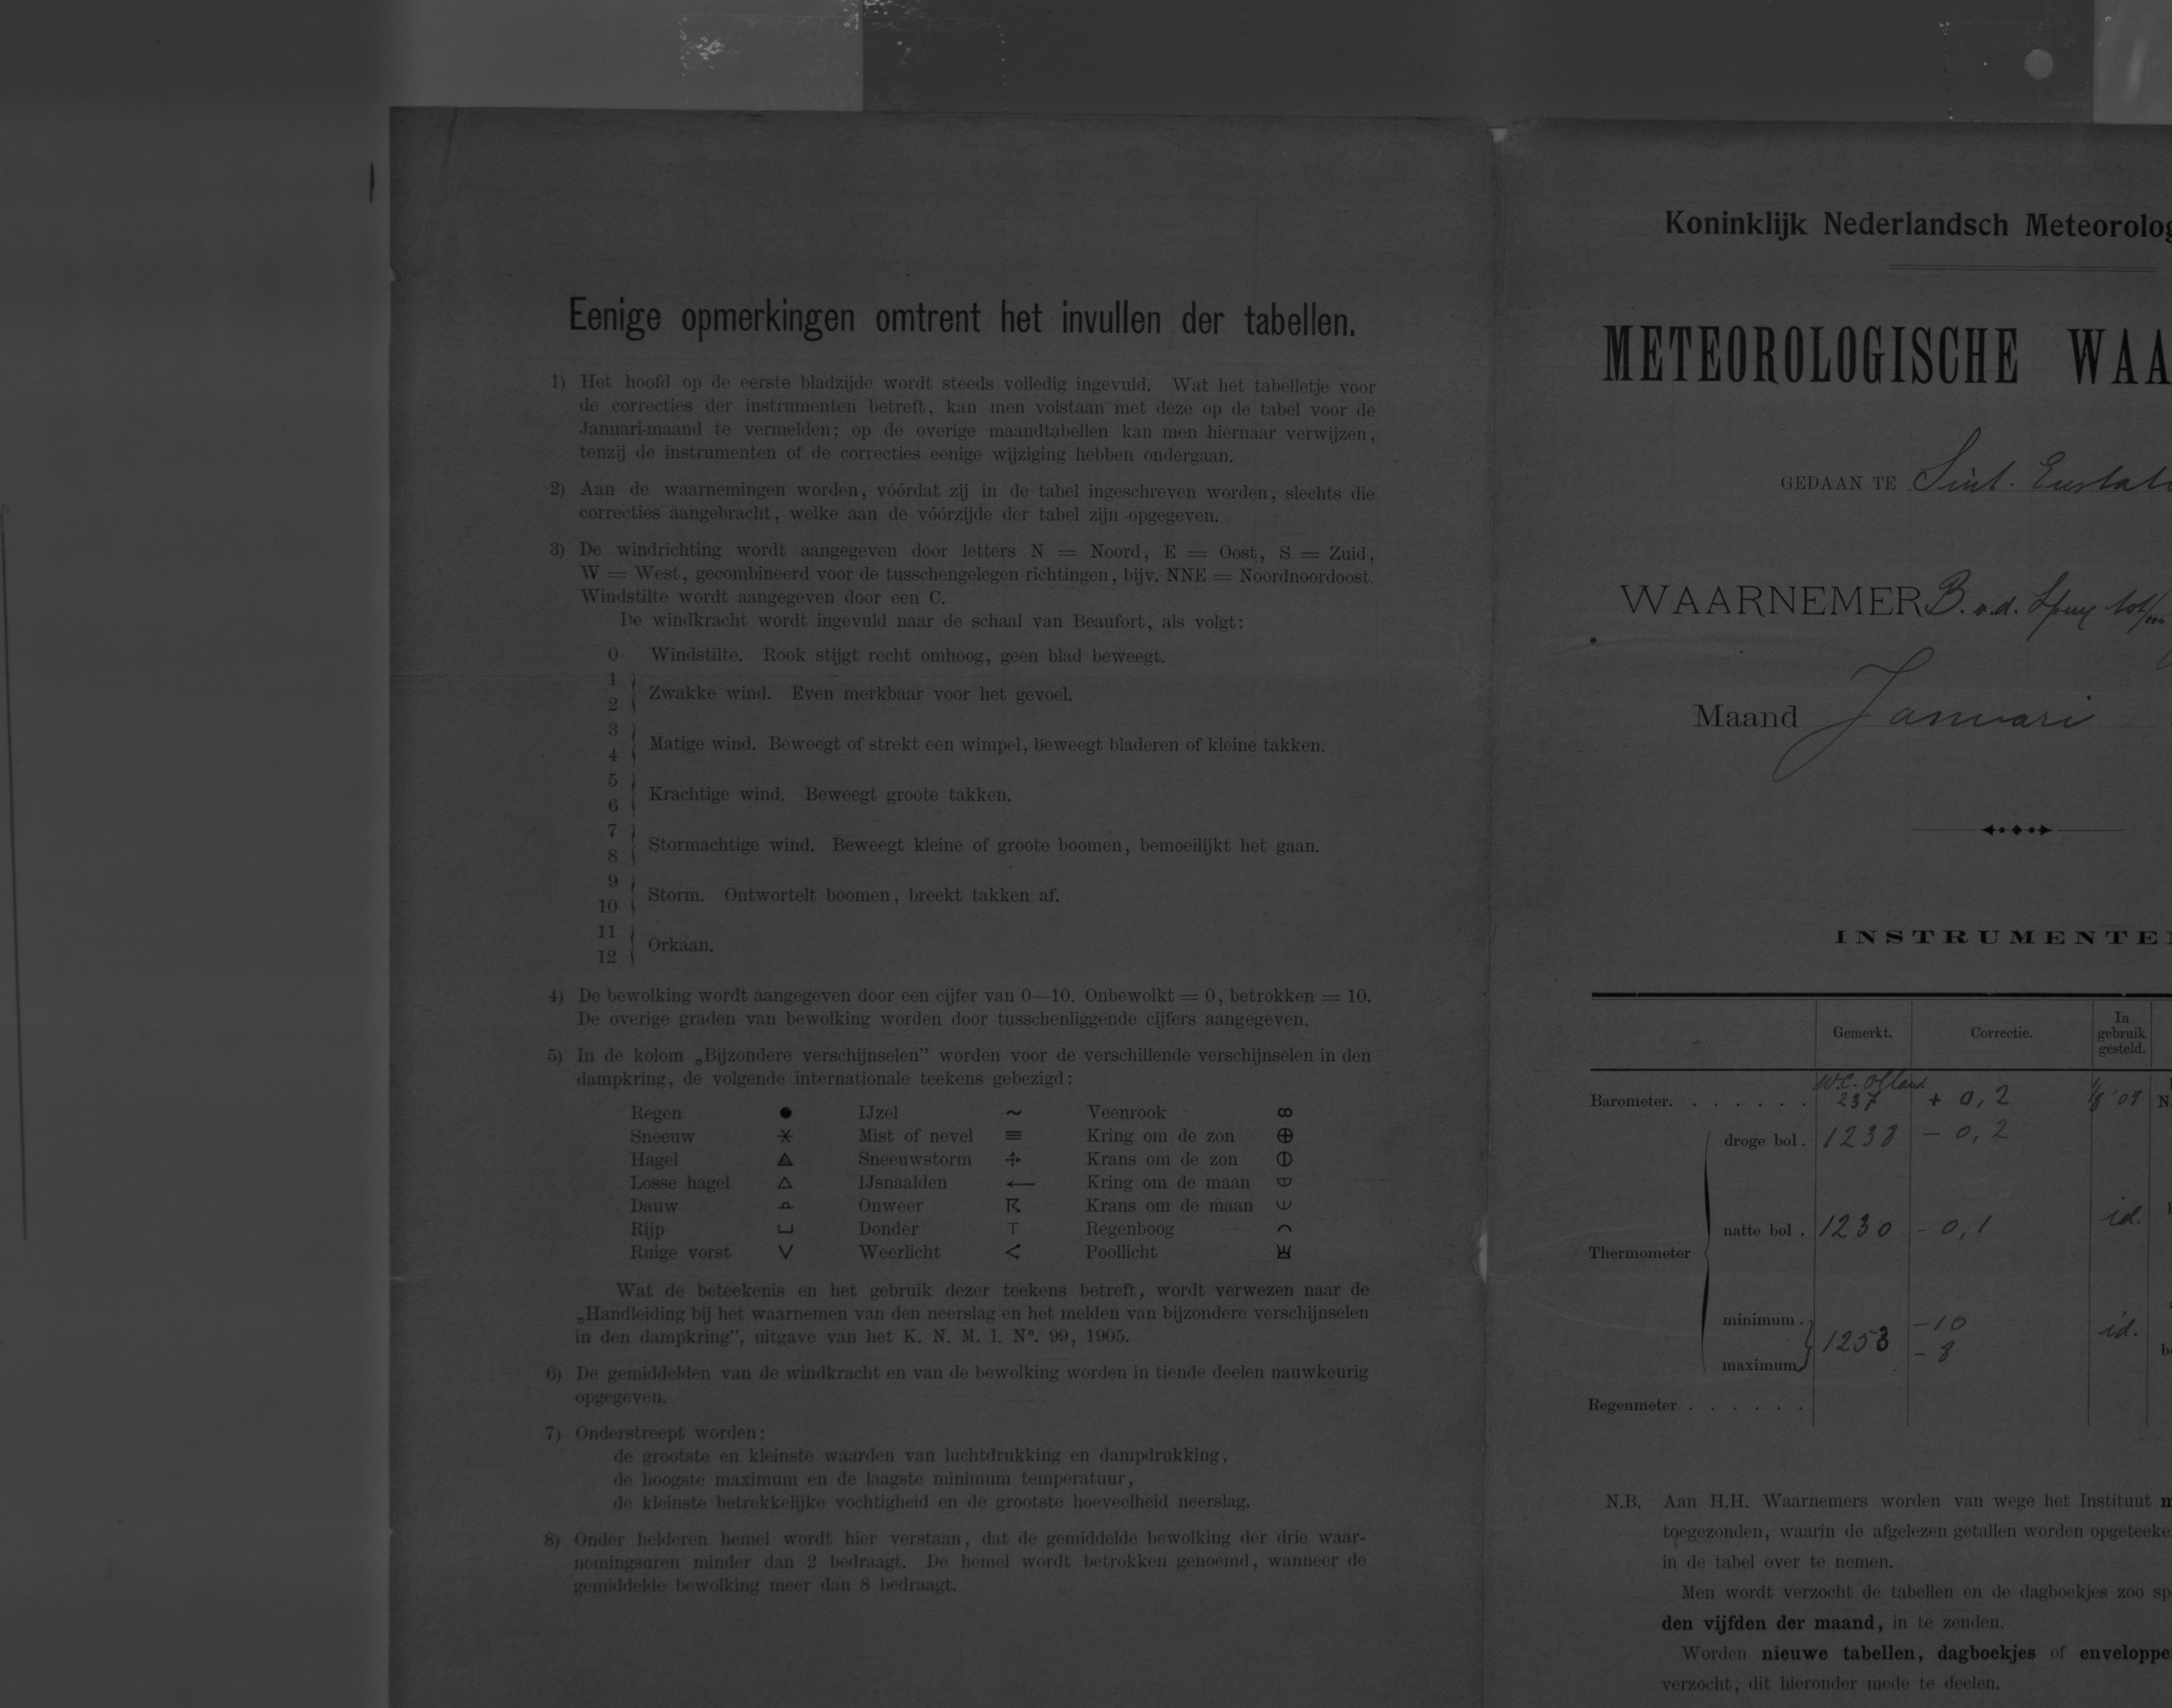 Eenige opmerkingen omtrent het invullen der tabellen.
1) Het hoofd op de eerste bladzijde wordt steeds volledig ingevuld. Wat het tabelletje voor
de correcties der instrumenten betreft, kan men volstaan met deze op de tabel voor de
Januari-maand te vermelden; op de overige maandtabellen kan men hiernaar verwijzen,
tenzij de instrumenten of de correcties eenige wijziging hebben ondergaan.
2) Aan de waarnemingen worden, vóórdat zij in de tabel ingeschreven worden, slechts die
correcties aangebracht, welke aan de vóórzijde der tabel zijn opgegeven.
3) De windrichting wordt aangegeven door letters N = Noord, E = Oost, S = Zuid,
W = West, gecombineerd voor de tusschengelegen richtingen, bijv. NNE = Noordnoordoost.
Windstilte wordt aangegeven door een C.
De windkracht wordt ingevuld naar de schaal van Beaufort, als volgt:
0 Windstilte. Rook stijgt recht omhoog, geen blad beweegt.
1
2 Zwakke wind. Even merkbaar voor het gevoel.
3
4 Matige wind. Beweegt of strekt een wimpel, beweegt bladeren of kleine takken.
5
6 Krachtige wind. Beweegt groote takken.
7
8 Stormachtige wind. Beweegt kleine of groote boomen, bemoeilijkt het gaan.
9
10 Storm. Ontwortelt boomen, breekt takken af.
11
12 Orkaan.
4) De bewolking wordt aangegeven door een cijfer van 0—10. Onbewolkt = 0, betrokken = 10.
De overige graden van bewolking worden door tusschenliggende cijfers aangegeven.
5) In de kolom „Bijzondere verschijnselen” worden voor de verschillende verschijnselen in den
dampkring, de volgende internationale teekens gebezigd:
Regen ● IJzel ∼ Veenrook ∞
Sneeuw Mist of nevel ≡ Kring om de zon ⊕
Hagel ▲ Sneeuwstorm Krans om de zon ⦶
Losse hagel △ IJsnaalden ← Kring om de maan
Dauw Onweer Krans om de maan
Rijp ⊔ Donder T Regenboog ⌒
Ruige vorst V Weerlicht < Poollicht
Wat de beteekenis en het gebruik dezer teekens betreft, wordt verwezen naar de
„Handleiding bij het waarnemen van den neerslag en het melden van bijzondere verschijnselen
in den dampkring”, uitgave van het K. N. M. I. Nº. 99, 1905.
6) De gemiddelden van de windkracht en van de bewolking worden in tiende deelen nauwkeurig
opgegeven.
7) Onderstreept worden:
de grootste en kleinste waarden van luchtdrukking en dampdrukking,
de hoogste maximum en de laagste minimum temperatuur,
de kleinste betrekkelijke vochtigheid en de grootste hoeveelheid neerslag.
8) Onder helderen hemel wordt hier verstaan, dat de gemiddelde bewolking der drie waar-
nemingsuren minder dan 2 bedraagt. De hemel wordt betrokken genoemd, wanneer de
gemiddelde bewolking meer dan 8 bedraagt.
Koninklijk Nederlandsch Meteorolog
METEOROLOGISCHE WAA
GEDAAN TE Sint. Eustat
WAARNEMER B. v.d. Spuy tot/m
Maand Januari
INSTRUMENTE
Gemerkt. Correctie. In gebruik gesteld.
Barometer. 237 + 0,2 N
Thermometer
droge bol. 1238 - 0,2
natte bol. 1230 - 0,1 id.
minimum. 1253 -10 id.
maximum - 8
Regenmeter
N.B. Aan H.H. Waarnemers worden van wege het Instituut
toegezonden, waarin de afgelezen getallen worden opgeteeke
in de tabel over te nemen.
Men wordt verzocht de tabellen en de dagboekjes zoo sp
den vijfden der maand, in te zenden.
Worden nieuwe tabellen, dagboekjes of enveloppe
verzocht, dit hieronder mede te deelen.